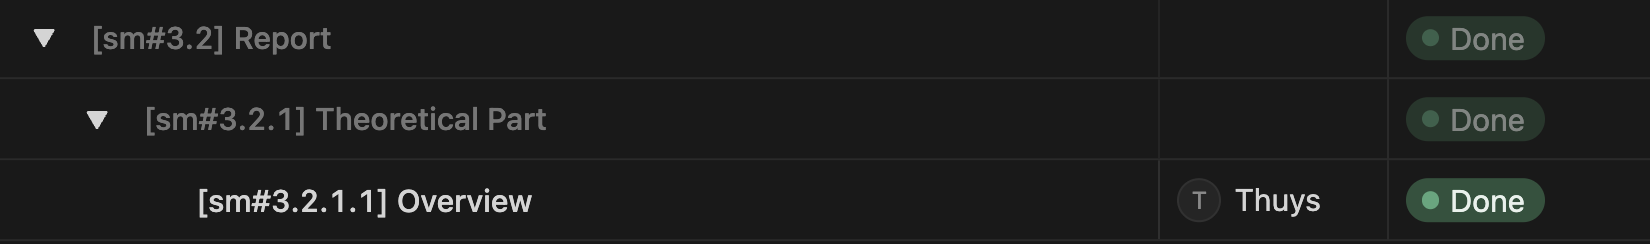 [sm#3.2] Report Done
[sm#3.2.1] Theoretical Part Done
[sm#3.2.1.1] Overview T Thuys Done